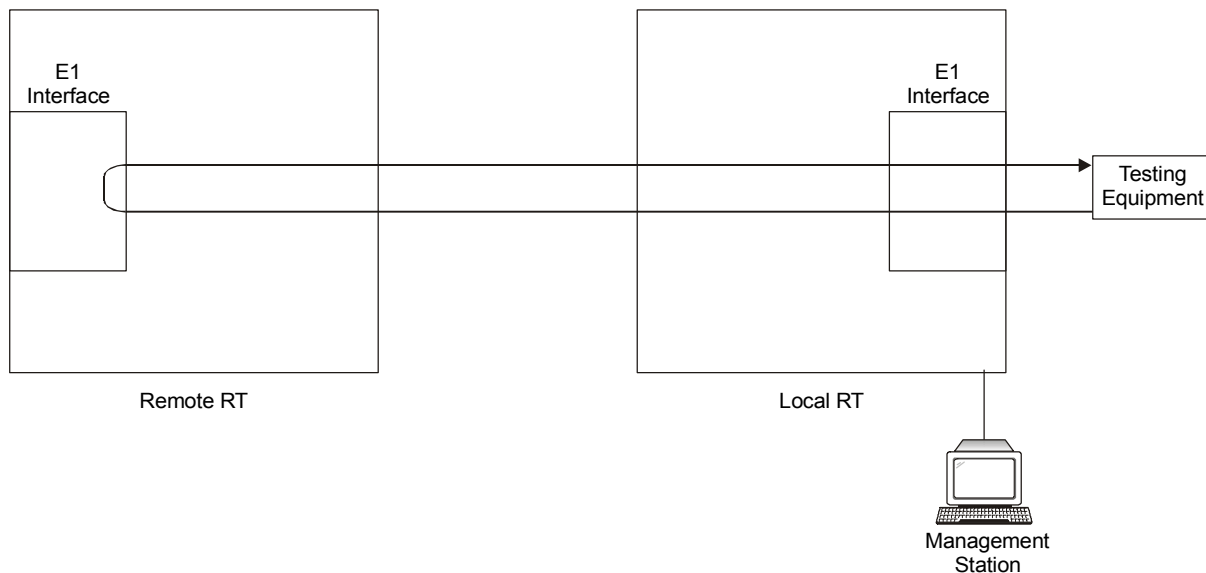 E1
Interface
E1
Interface
Testing
Equipment
Remote RT
Local RT
Management
Station